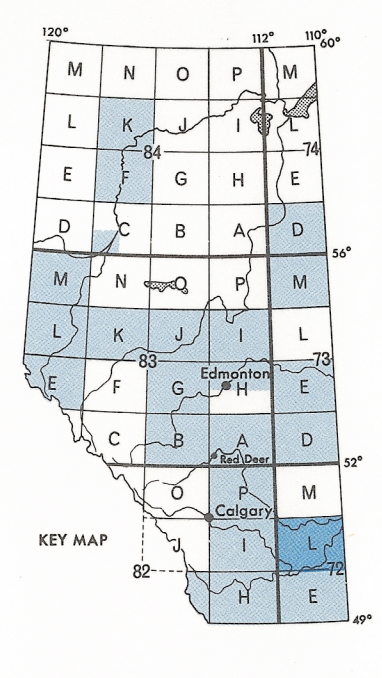 120° 112° 110°
60°
M N O P M
L K J I L
84 74
E F G H E
D C B A D
56°
M N O P M
L K J I L
83 73
Edmonton
E F G H E
C B A D
Red Deer
52°
O P M
Calgary
KEY MAP J I L
82 72
H E
49°